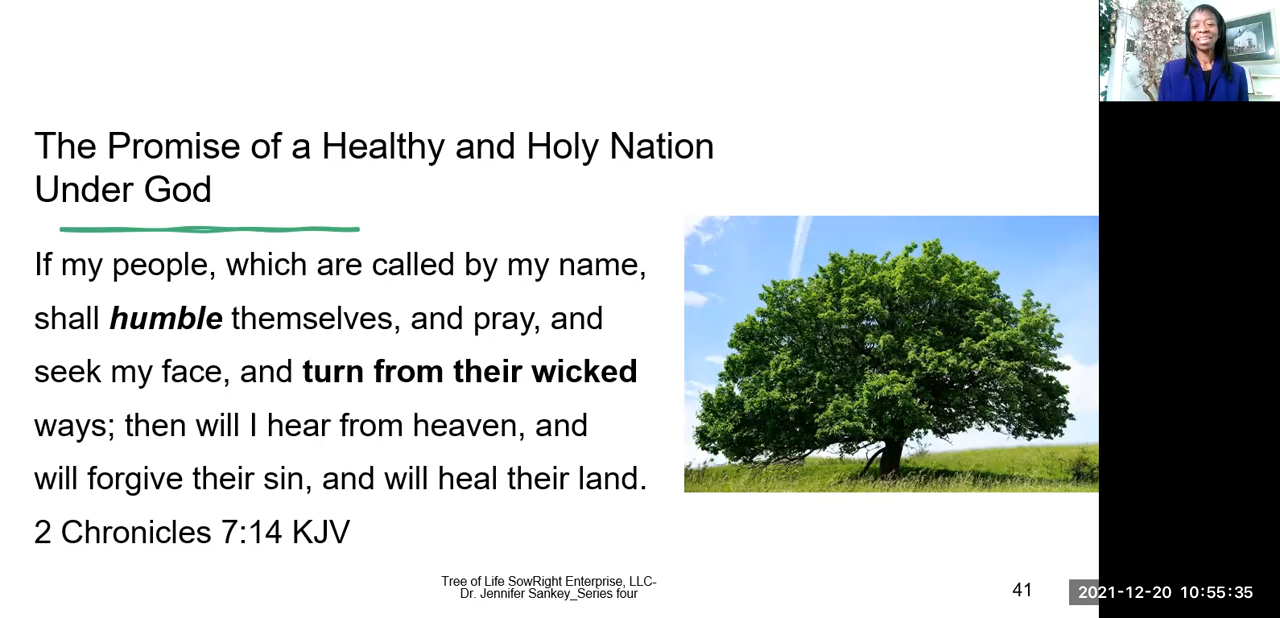 The Promise of a Healthy and Holy Nation
Under God
If my people, which are called by my name,
shall humble themselves, and pray, and
seek my face, and turn from their wicked
ways; then will I hear from heaven, and
will forgive their sin, and will heal their land.
2 Chronicles 7:14 KJV
Tree of Life SowRight Enterprise, LLC-
Dr. Jennifer Sankey_Series four
41
2021-12-20 10:55:35